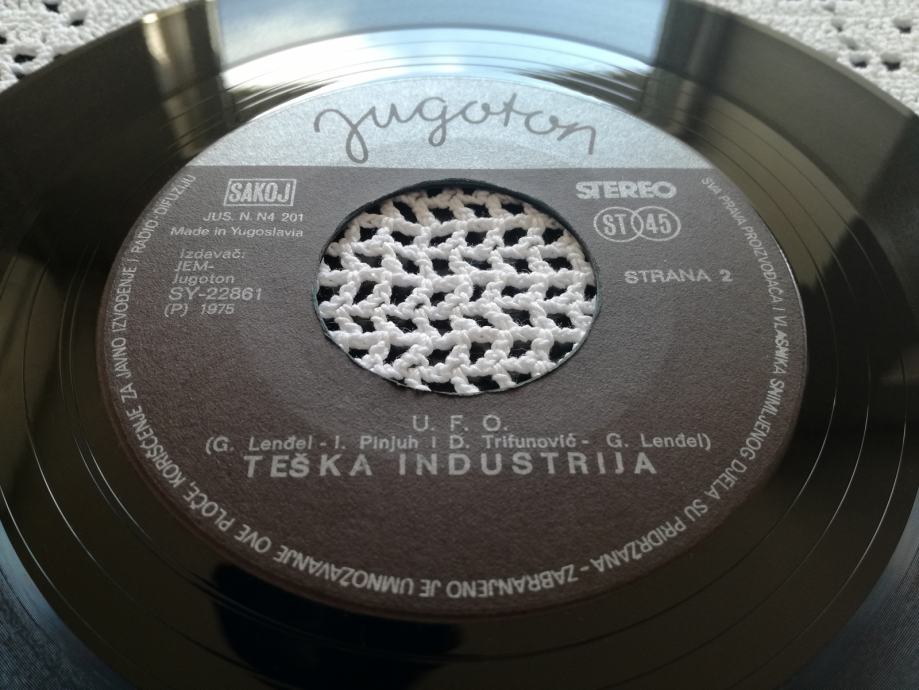 jugoton
SAKOJ
JUS. N. N4 201
Made in Yugoslavia
Izdavač:
JEM-
Jugoton
SY-22861
(P) 1975
STEREO
ST 45
STRANA 2
U. F. O.
(G. Lenđel - I. Pinjuh i D. Trifunović - G. Lenđel)
TEŠKA INDUSTRIJA
SVA PRAVA PROIZVOĐAČA I VLASNIKA SNIMLJENOG DJELA SU PRIDRŽANA - ZABRANJENO JE UMNOŽAVANJE OVE PLOČE, KORIŠĆENJE ZA JAVNO IZVOĐENJE I RADIO-DIFUZIJU